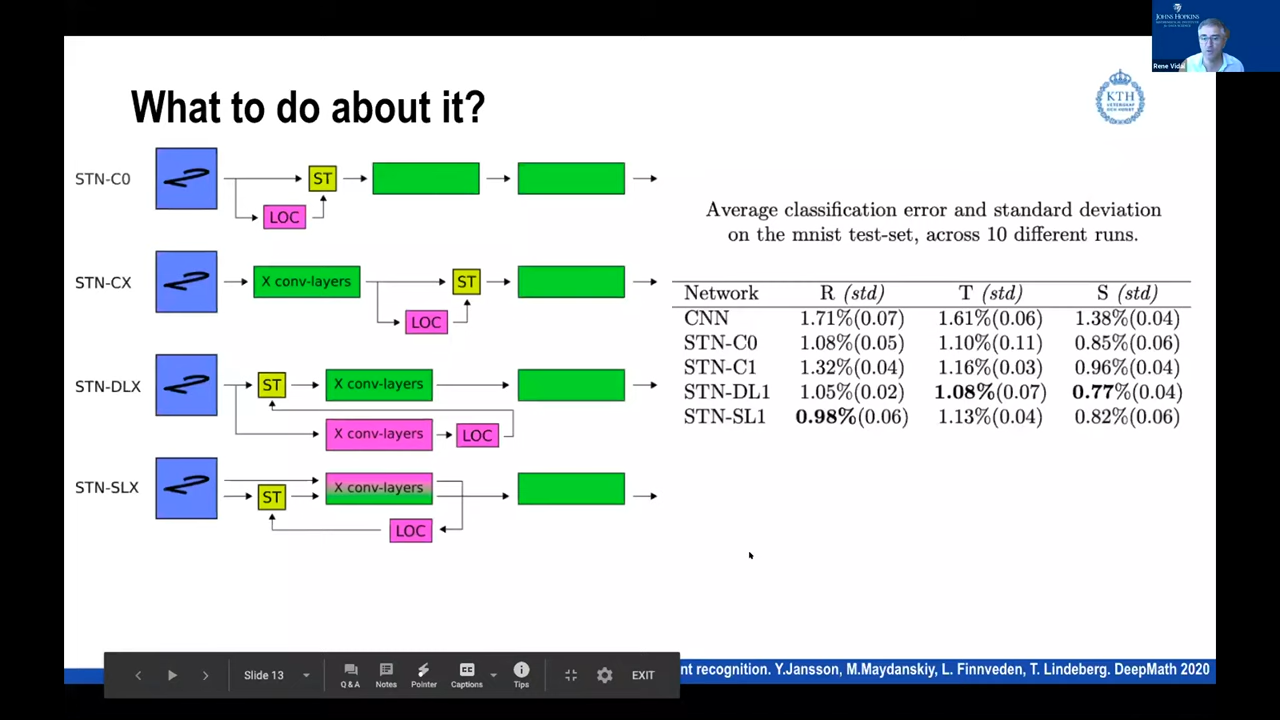 JOHNS HOPKINS
Rene Vidal
What to do about it?
KTH
STN-C0
ST
LOC
STN-CX
X conv-layers
ST
LOC
STN-DLX
ST
X conv-layers
X conv-layers
LOC
STN-SLX
ST
X conv-layers
LOC
Average classification error and standard deviation
on the mnist test-set, across 10 different runs.
Network R (std) T (std) S (std)
CNN 1.71%(0.07) 1.61%(0.06) 1.38%(0.04)
STN-C0 1.08%(0.05) 1.10%(0.11) 0.85%(0.06)
STN-C1 1.32%(0.04) 1.16%(0.03) 0.96%(0.04)
STN-DL1 1.05%(0.02) 1.08%(0.07) 0.77%(0.04)
STN-SL1 0.98%(0.06) 1.13%(0.04) 0.82%(0.06)
nt recognition. Y.Jansson, M.Maydanskiy, L. Finnveden, T. Lindeberg. DeepMath 2020
Slide 13
Q & A
Notes
Pointer
CC
Captions
Tips
EXIT